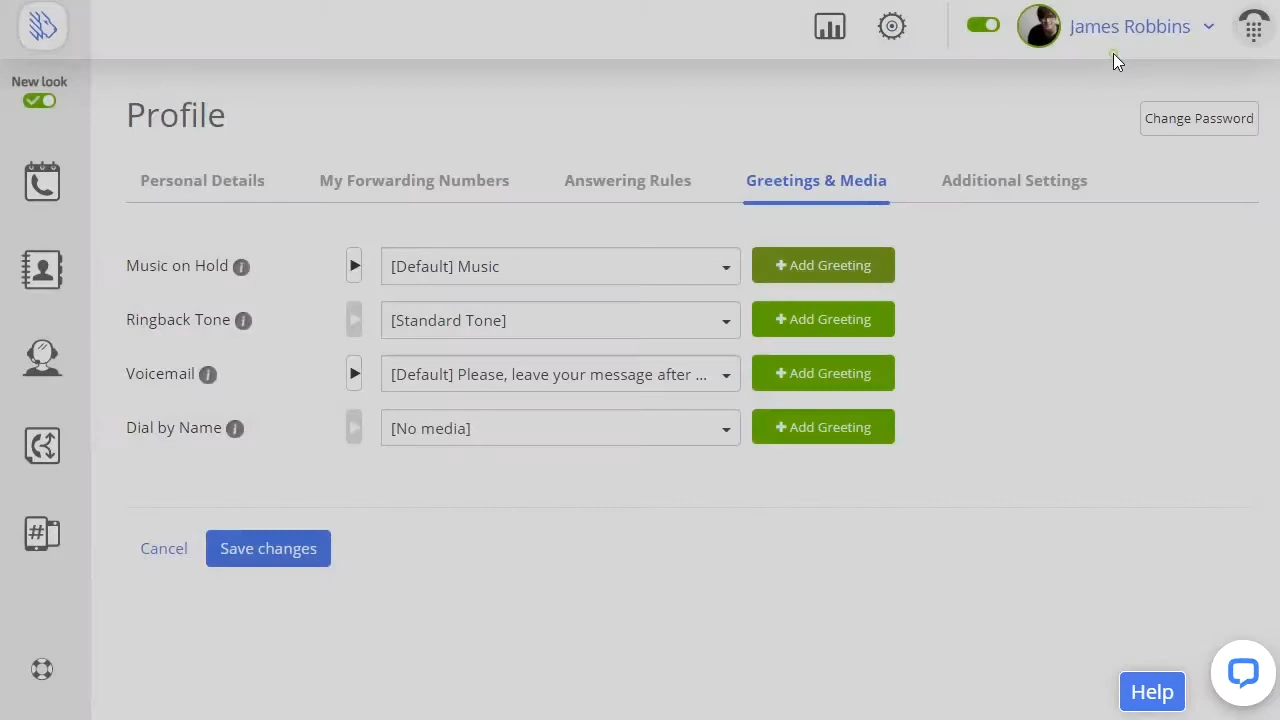 James Robbins
New look
Profile
Change Password
Personal Details
My Forwarding Numbers
Answering Rules
Greetings & Media
Additional Settings
Music on Hold
[Default] Music
Add Greeting
Ringback Tone
[Standard Tone]
Add Greeting
Voicemail
[Default] Please, leave your message after ...
Add Greeting
Dial by Name
[No media]
Add Greeting
Cancel
Save changes
Help